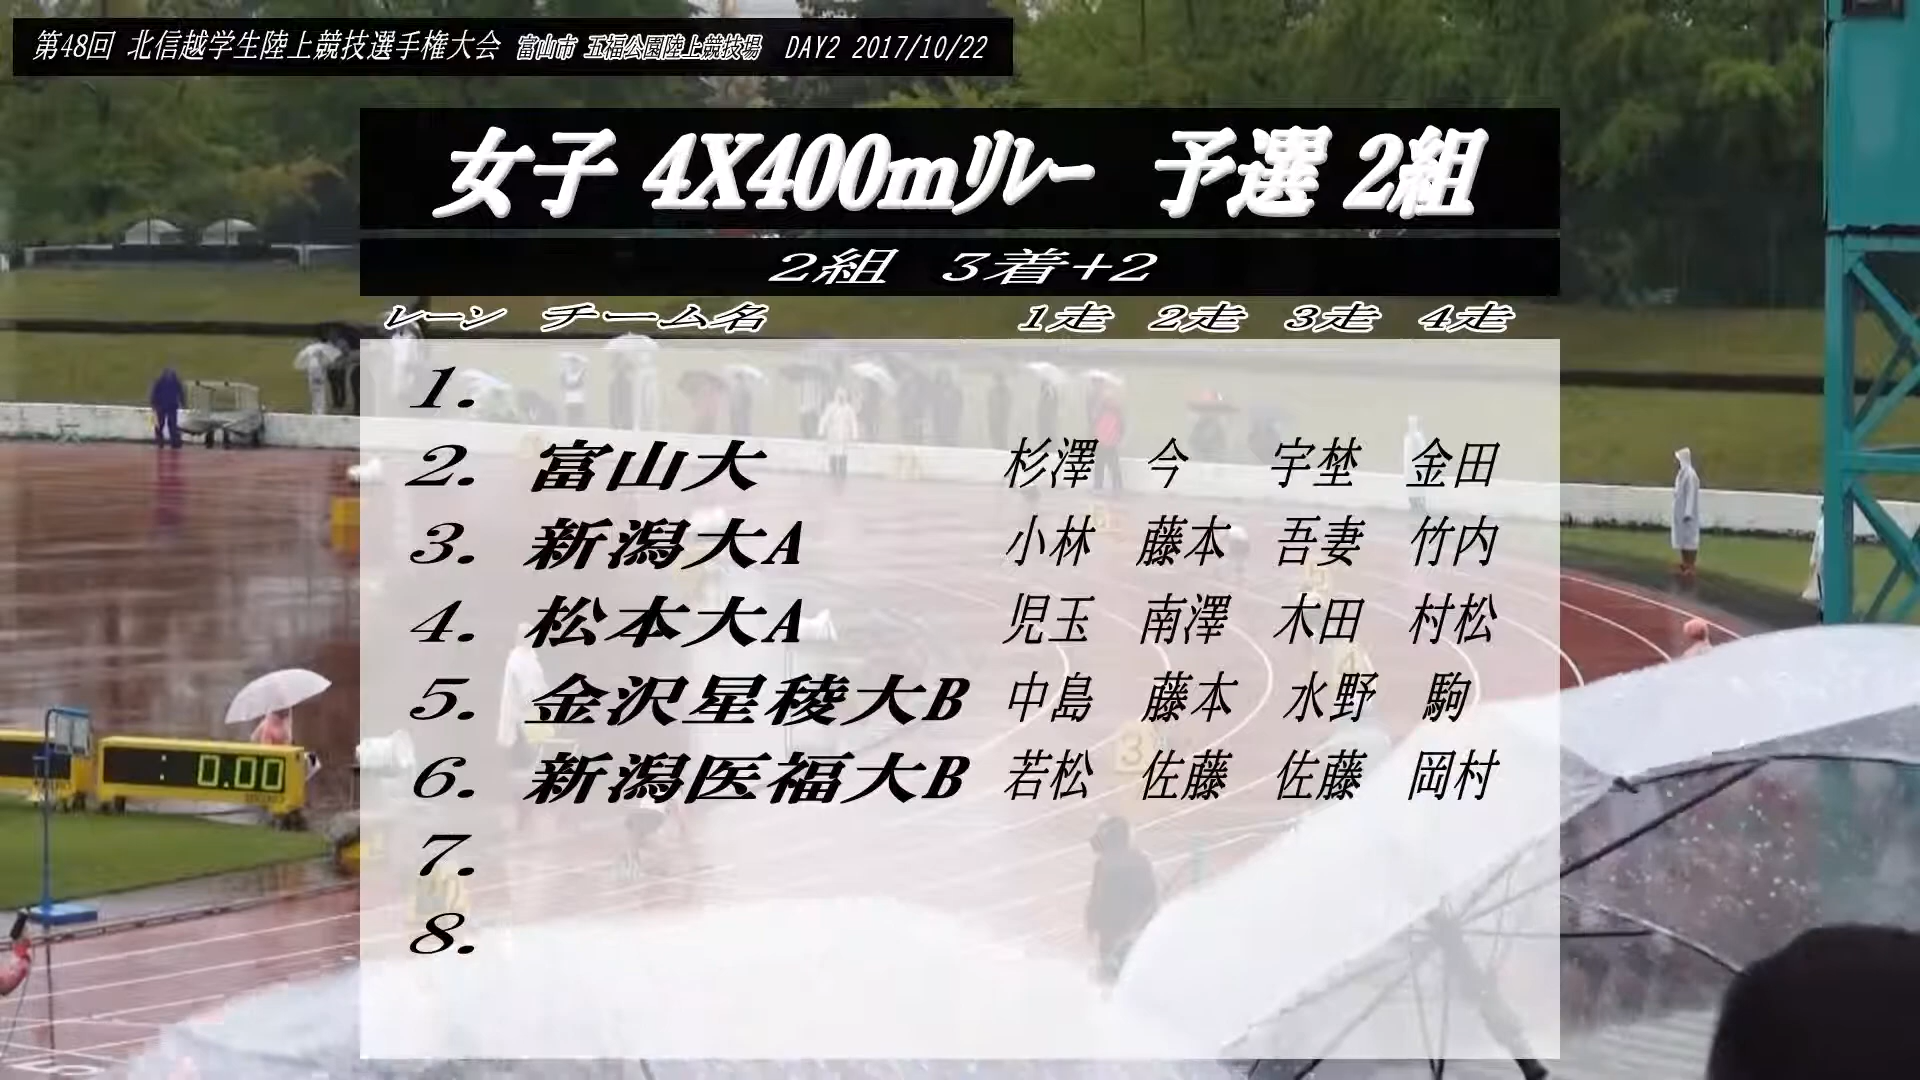 第48回 北信越学生陸上競技選手権大会 富山市 五福公園陸上競技場 DAY2 2017/10/22
女子 4X400mﾘﾚｰ 予選 2組
2組 3着+2
レーン チーム名 1走 2走 3走 4走
1.
2. 富山大 杉澤 今 宇埜 金田
3. 新潟大A 小林 藤本 吾妻 竹内
4. 松本大A 児玉 南澤 木田 村松
5. 金沢星稜大B 中島 藤本 水野 駒
6. 新潟医福大B 若松 佐藤 佐藤 岡村
7.
8.
: 0.00
3
5